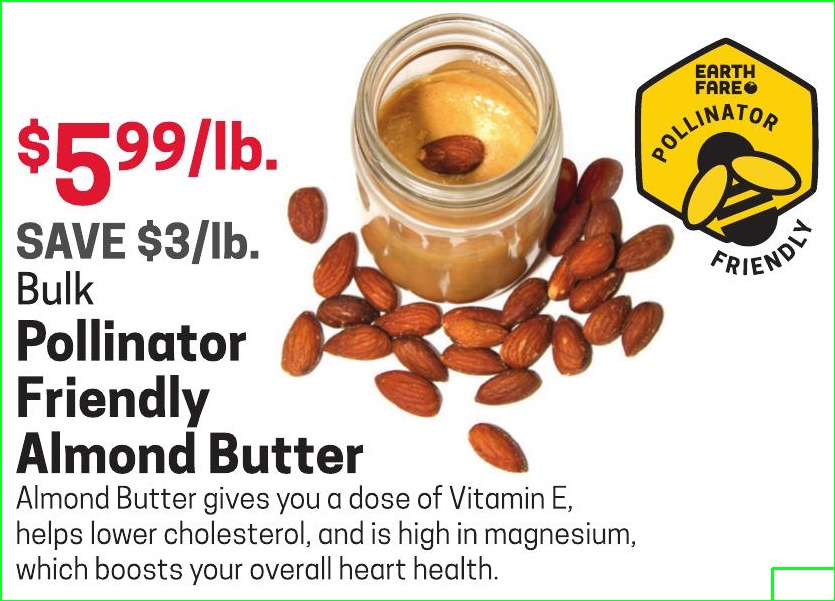 $5.99/lb.
SAVE $3/lb.
Bulk
Pollinator
Friendly
Almond Butter
Almond Butter gives you a dose of Vitamin E,
helps lower cholesterol, and is high in magnesium,
which boosts your overall heart health.
EARTH
FARE
POLLINATOR
FRIENDLY